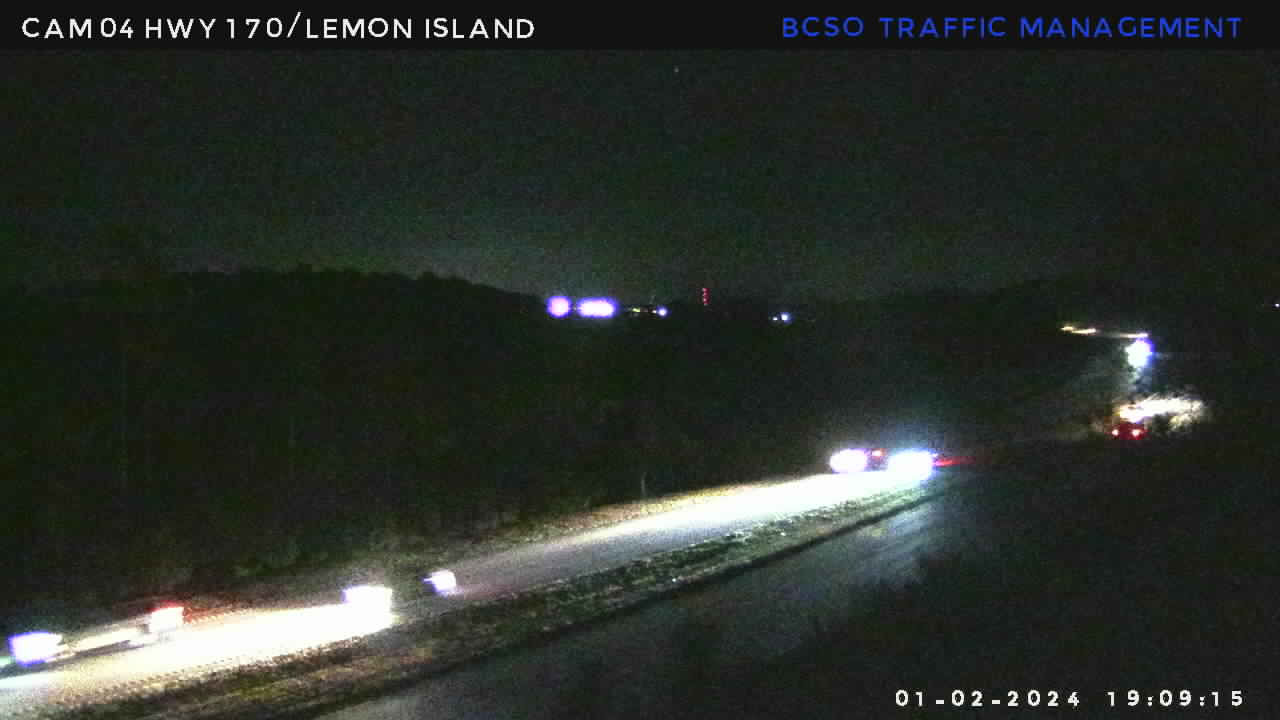 CAM04 HWY 170/LEMON ISLAND
BCSO TRAFFIC MANAGEMENT
01-02-2024 19:09:15